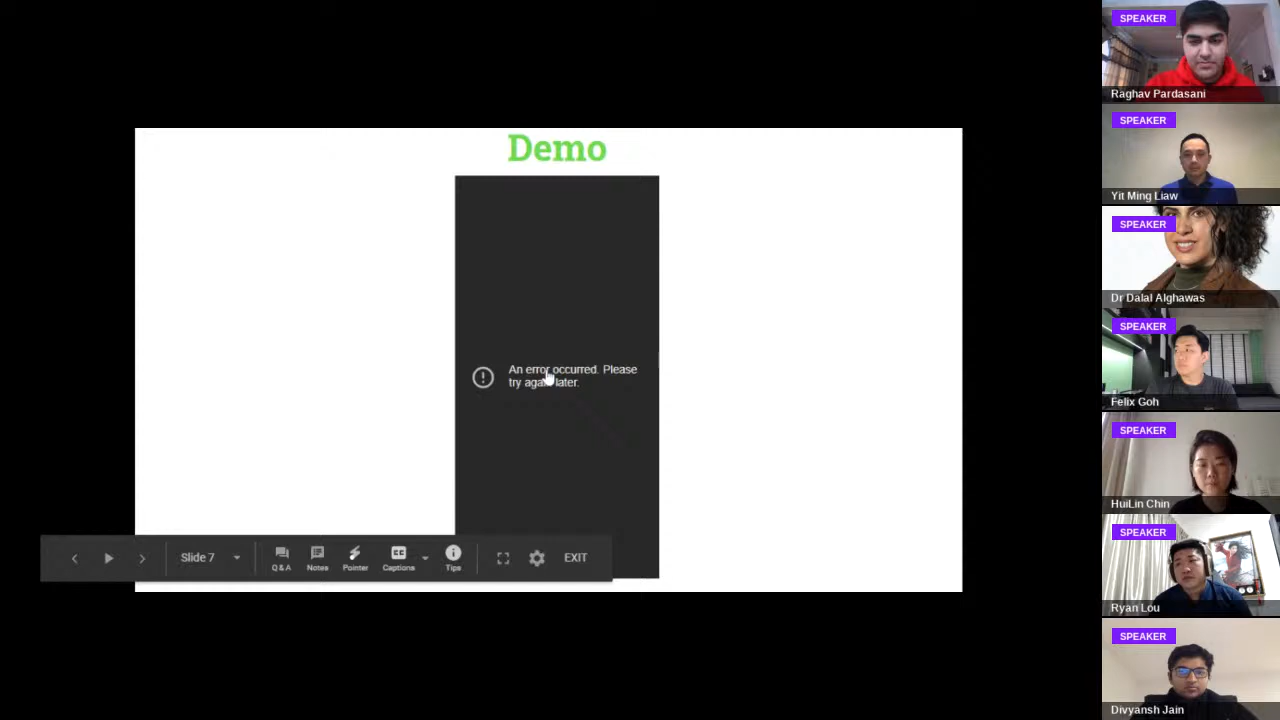 Demo
An error occurred. Please
try again later.
Slide 7
Q & A
Notes
Pointer
Captions
Tips
EXIT
SPEAKER
Raghav Pardasani
SPEAKER
Yit Ming Liaw
SPEAKER
Dr Dalal Alghawas
SPEAKER
Felix Goh
SPEAKER
HuiLin Chin
SPEAKER
Ryan Lou
SPEAKER
Divyansh Jain